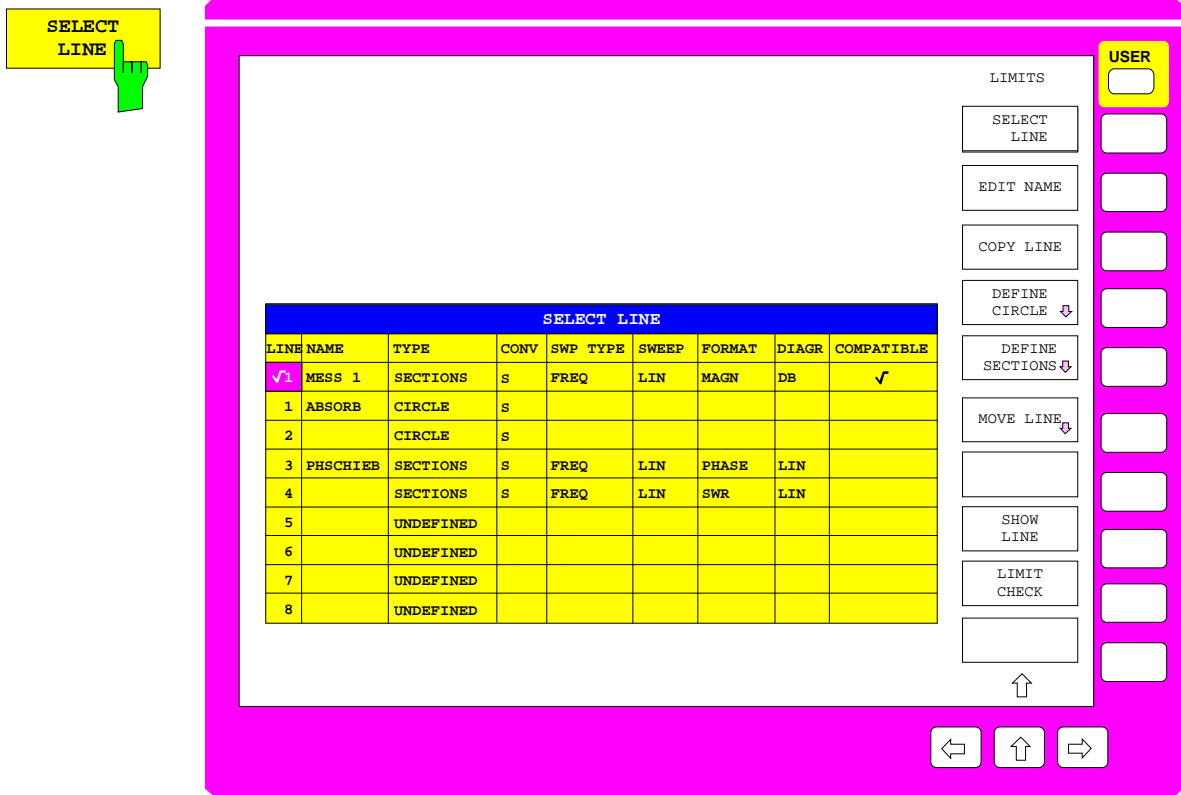 SELECT
LINE
USER
LIMITS
SELECT
LINE
EDIT NAME
COPY LINE
DEFINE
CIRCLE
DEFINE
SECTIONS
MOVE LINE
SHOW
LINE
LIMIT
CHECK
SELECT LINE
LINE NAME TYPE CONV SWP TYPE SWEEP FORMAT DIAGR COMPATIBLE
√1 MESS 1 SECTIONS S FREQ LIN MAGN DB √
1 ABSORB CIRCLE S
2 CIRCLE S
3 PHSCHIEB SECTIONS S FREQ LIN PHASE LIN
4 SECTIONS S FREQ LIN SWR LIN
5 UNDEFINED
6 UNDEFINED
7 UNDEFINED
8 UNDEFINED